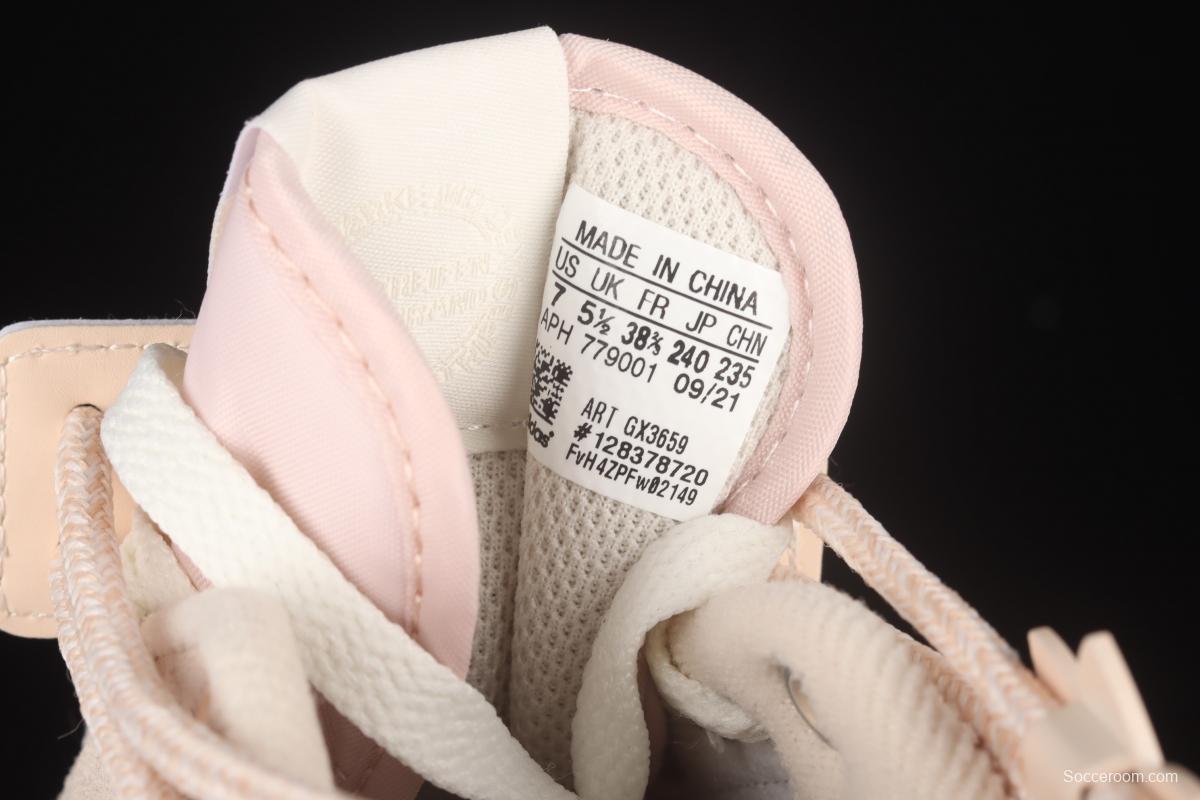 MADE IN CHINA
US UK FR JP CHN
7 5½ 38⅔ 240 235
APH 779001 09/21
ART GX3659
#128378720
FvH4ZPFw02149
Socceroom.com